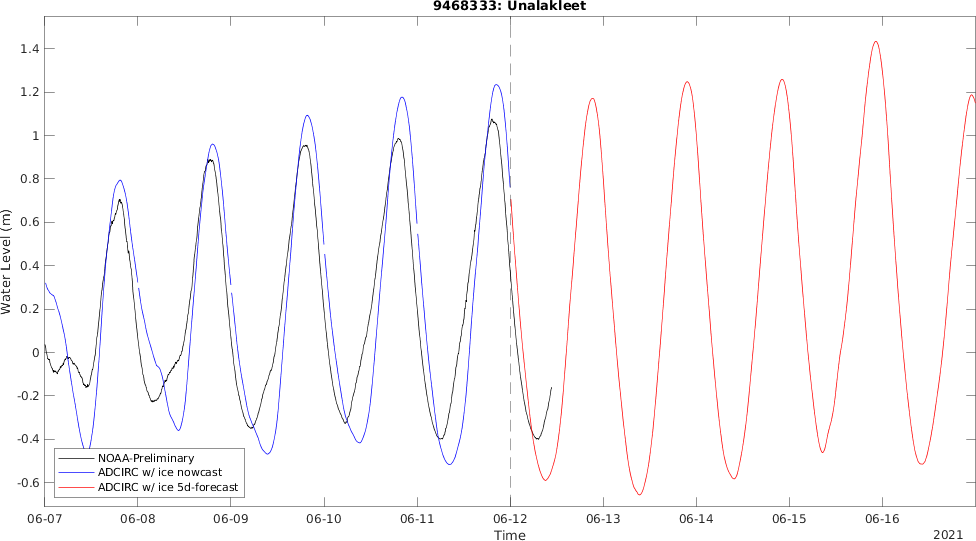 9468333: Unalakleet
Water Level (m)
1.4
1.2
1
0.8
0.6
0.4
0.2
0
-0.2
-0.4
-0.6
NOAA-Preliminary
ADCIRC w/ ice nowcast
ADCIRC w/ ice 5d-forecast
06-07 06-08 06-09 06-10 06-11 06-12 06-13 06-14 06-15 06-16
Time
2021